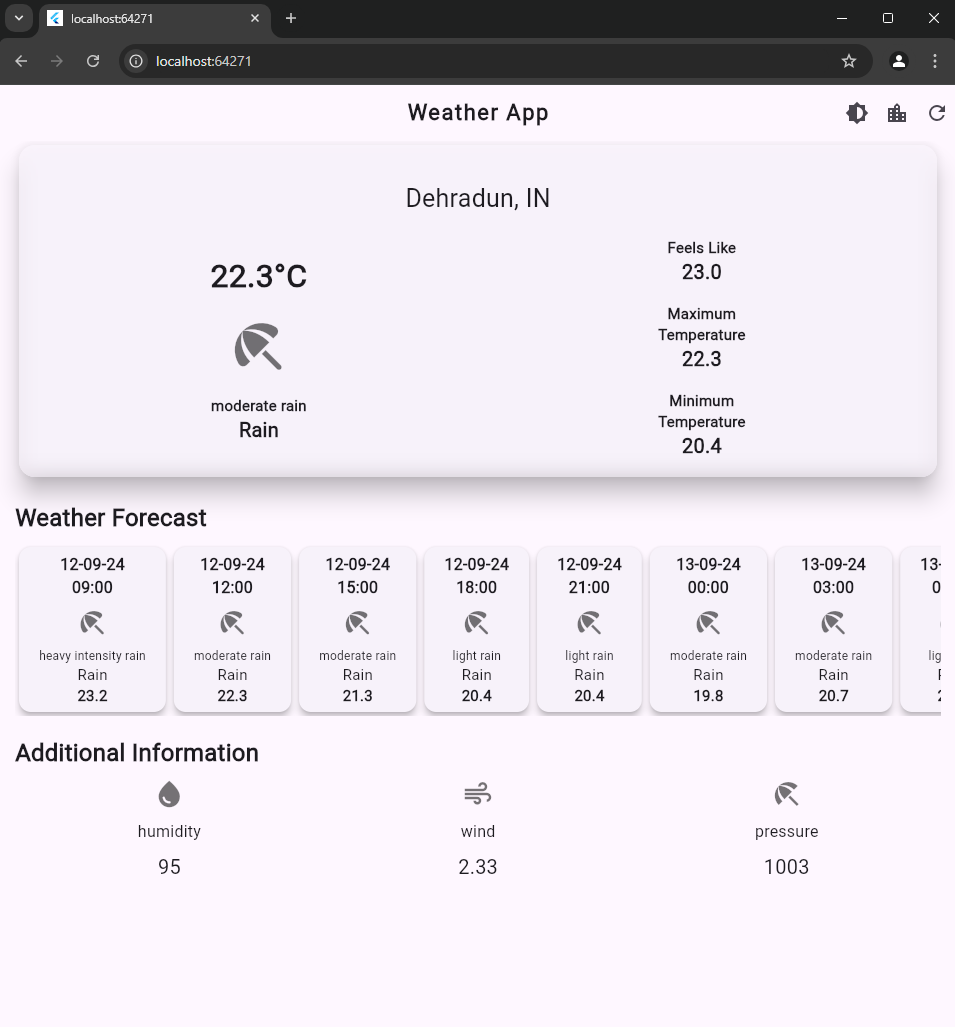 localhost:64271
localhost:64271
Weather App
Dehradun, IN
22.3°C
moderate rain
Rain
Feels Like
23.0
Maximum
Temperature
22.3
Minimum
Temperature
20.4
Weather Forecast
12-09-24
09:00
heavy intensity rain
Rain
23.2
12-09-24
12:00
moderate rain
Rain
22.3
12-09-24
15:00
moderate rain
Rain
21.3
12-09-24
18:00
light rain
Rain
20.4
12-09-24
21:00
light rain
Rain
20.4
13-09-24
00:00
moderate rain
Rain
19.8
13-09-24
03:00
moderate rain
Rain
20.7
13-
0
lig
Additional Information
humidity
95
wind
2.33
pressure
1003